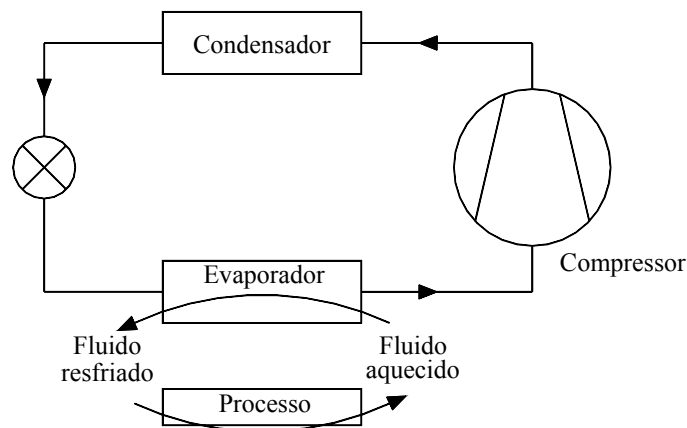 Condensador
Compressor
Evaporador
Fluido
resfriado
Fluido
aquecido
Processo